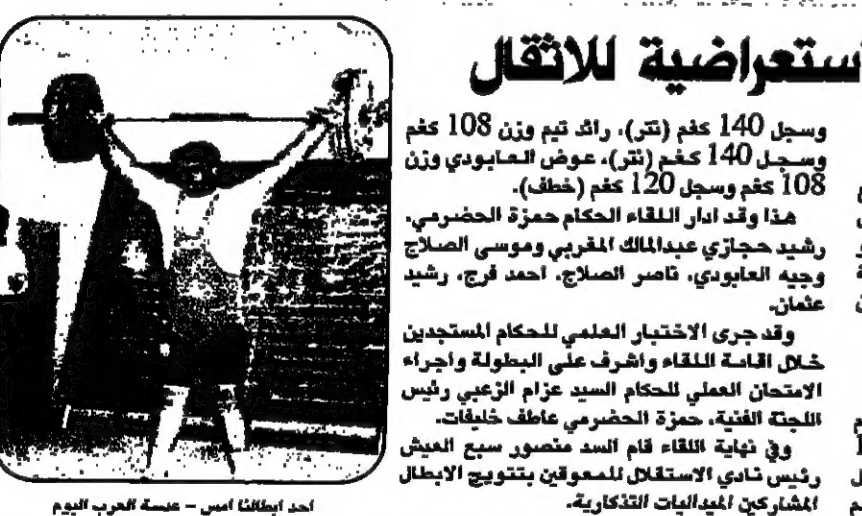 ستعراضية للاثقال
وسجل 140 كغم (نتر)، رائد تيم وزن 108 كغم
وسجل 140 كغم (نتر)، عوض العابودي وزن
108 كغم وسجل 120 كغم (خطف).
هذا وقد ادار اللقاء الحكام حمزة الحضرمي،
رشيد حجازي عبدالمالك المقربي وموسى الصلاج
وجيه العابودي، ناصر الصلاج، احمد فرج، رشيد
عثمان.
وقد جرى الاختبار العلمي للحكام المستجدين
خلال اقامة اللقاء واشرف على البطولة واجراء
الامتحان العملي للحكام السيد عزام الزعبي رئيس
اللجنة الفنية، حمزة الحضرمي عاطف خليفات.
وفي نهاية اللقاء قام السد منصور سبع العيش
رئيس نادي الاستقلال للمعوقين بتتويج الابطال
المشاركين الميداليات التذكارية.
احد ابطالنا امس – عدسة العرب اليوم